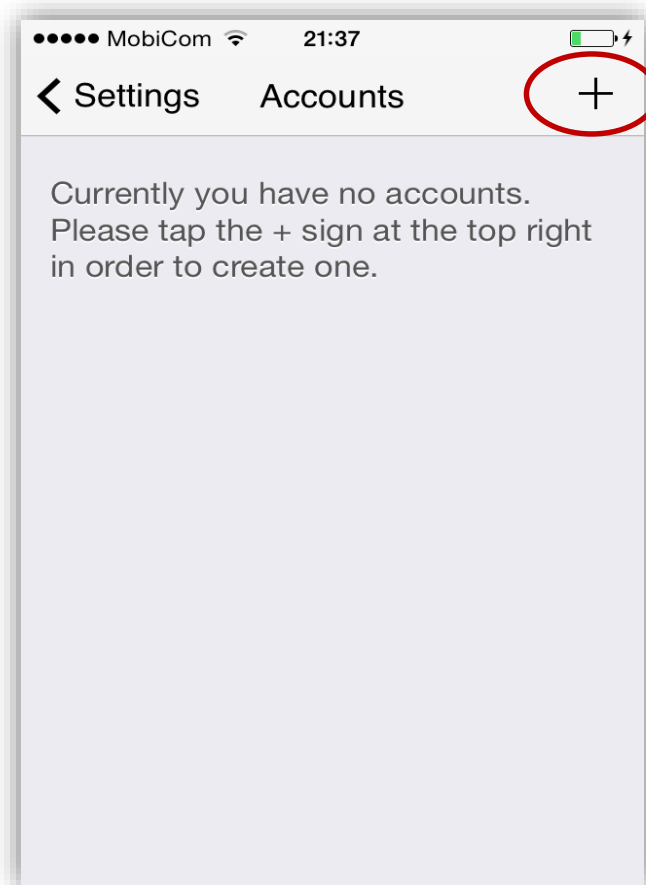 MobiCom 21:37
Settings Accounts +
Currently you have no accounts.
Please tap the + sign at the top right
in order to create one.